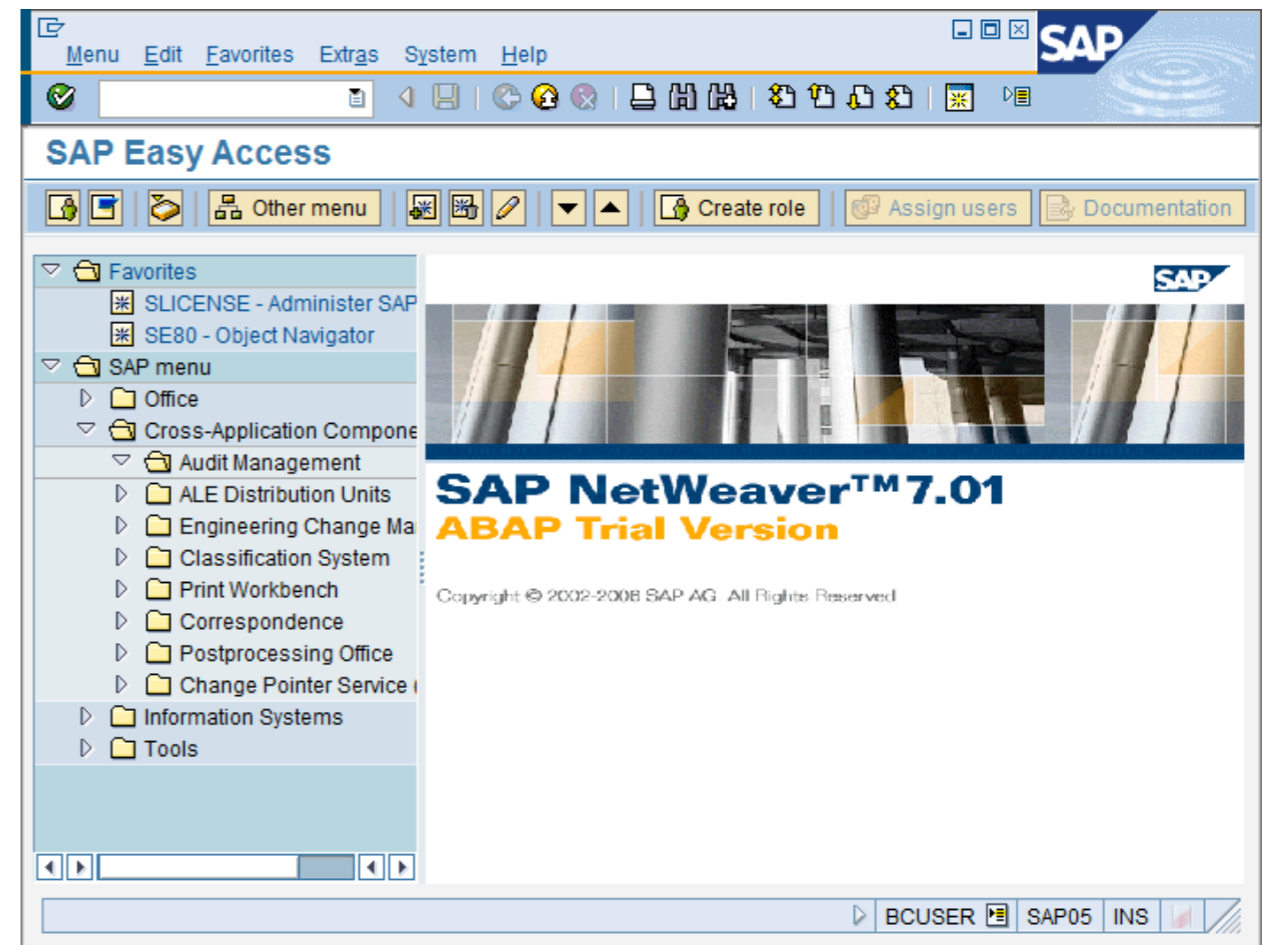 Menu Edit Favorites Extras System Help
SAP
SAP Easy Access
Other menu Create role Assign users Documentation
Favorites
SLICENSE - Administer SAP
SE80 - Object Navigator
SAP menu
Office
Cross-Application Compone
Audit Management
ALE Distribution Units
Engineering Change Ma
Classification System
Print Workbench
Correspondence
Postprocessing Office
Change Pointer Service (
Information Systems
Tools
SAP
SAP NetWeaver™ 7.01
ABAP Trial Version
Copyright © 2002-2008 SAP AG. All Rights Reserved
BCUSER SAP05 INS